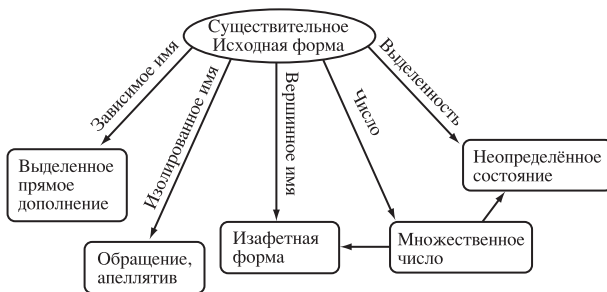 Существительное
Исходная форма
Зависимое имя
Изолированное имя
Вершинное имя
Число
Выделенность
Выделенное
прямое
дополнение
Обращение,
апеллятив
Изафетная
форма
Множественное
число
Неопределённое
состояние